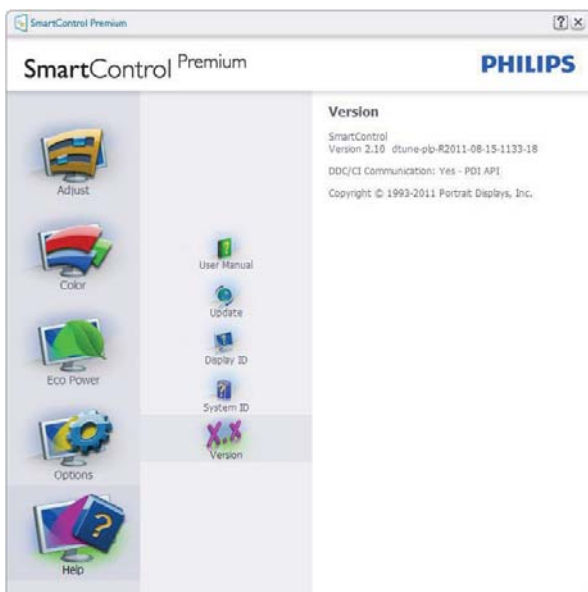 SmartControl Premium
? ×
SmartControl Premium
PHILIPS
Adjust
Color
Eco Power
Options
? Help
? User Manual
Update
? Display ID
? System ID
X.X Version
Version
SmartControl
Version 2.10 dtune-plp-R2011-08-15-1133-18
DDC/CI Communication: Yes - PDI API
Copyright © 1993-2011 Portrait Displays, Inc.